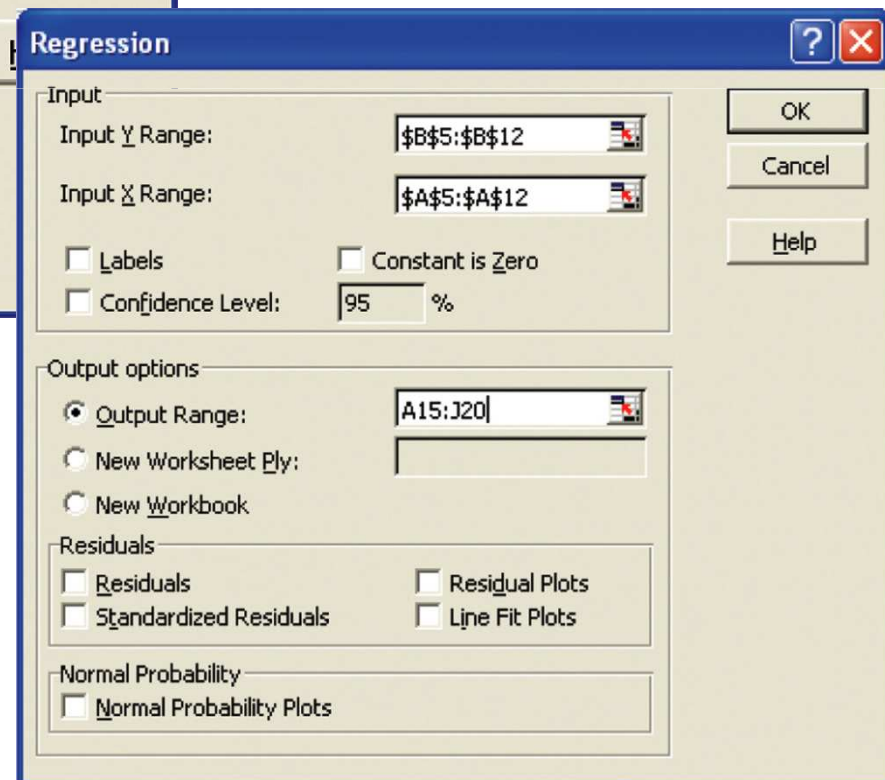 Regression
Input
Input Y Range: $B$5:$B$12
Input X Range: $A$5:$A$12
Labels Constant is Zero
Confidence Level: 95 %
OK
Cancel
Help
Output options
Output Range: A15:J20
New Worksheet Ply:
New Workbook
Residuals
Residuals Residual Plots
Standardized Residuals Line Fit Plots
Normal Probability
Normal Probability Plots